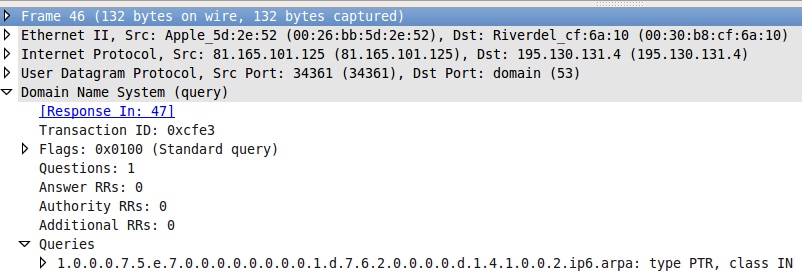 Frame 46 (132 bytes on wire, 132 bytes captured)
Ethernet II, Src: Apple_5d:2e:52 (00:26:bb:5d:2e:52), Dst: Riverdel_cf:6a:10 (00:30:b8:cf:6a:10)
Internet Protocol, Src: 81.165.101.125 (81.165.101.125), Dst: 195.130.131.4 (195.130.131.4)
User Datagram Protocol, Src Port: 34361 (34361), Dst Port: domain (53)
Domain Name System (query)
[Response In: 47]
Transaction ID: 0xcfe3
Flags: 0x0100 (Standard query)
Questions: 1
Answer RRs: 0
Authority RRs: 0
Additional RRs: 0
Queries
1.0.0.0.7.5.e.7.0.0.0.0.0.0.0.0.1.d.7.6.2.0.0.0.0.d.1.4.1.0.0.2.ip6.arpa: type PTR, class IN